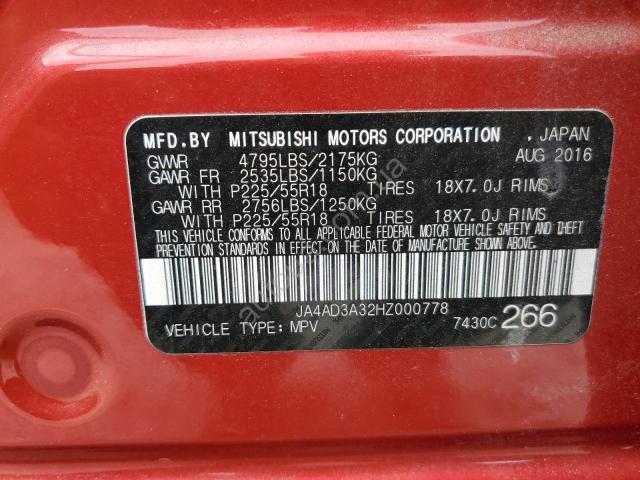 MFD.BY MITSUBISHI MOTORS CORPORATION . JAPAN
GVWR 4795LBS/2175KG AUG 2016
GAWR FR 2535LBS/1150KG
WITH P225/55R18 TIRES 18X7.0J RIMS
GAWR RR 2756LBS/1250KG
WITH P225/55R18 TIRES 18X7.0J RIMS
THIS VEHICLE CONFORMS TO ALL APPLICABLE FEDERAL MOTOR VEHICLE SAFETY AND THEFT
PREVENTION STANDARDS IN EFFECT ON THE DATE OF MANUFACTURE SHOWN ABOVE.
JA4AD3A32HZ000778
VEHICLE TYPE: MPV 7430C 266